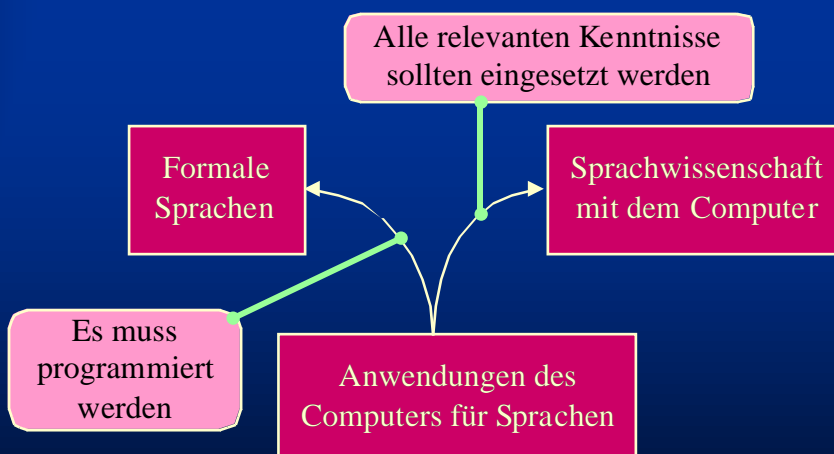 Alle relevanten Kenntnisse
sollten eingesetzt werden
Formale
Sprachen
Sprachwissenschaft
mit dem Computer
Es muss
programmiert
werden
Anwendungen des
Computers für Sprachen